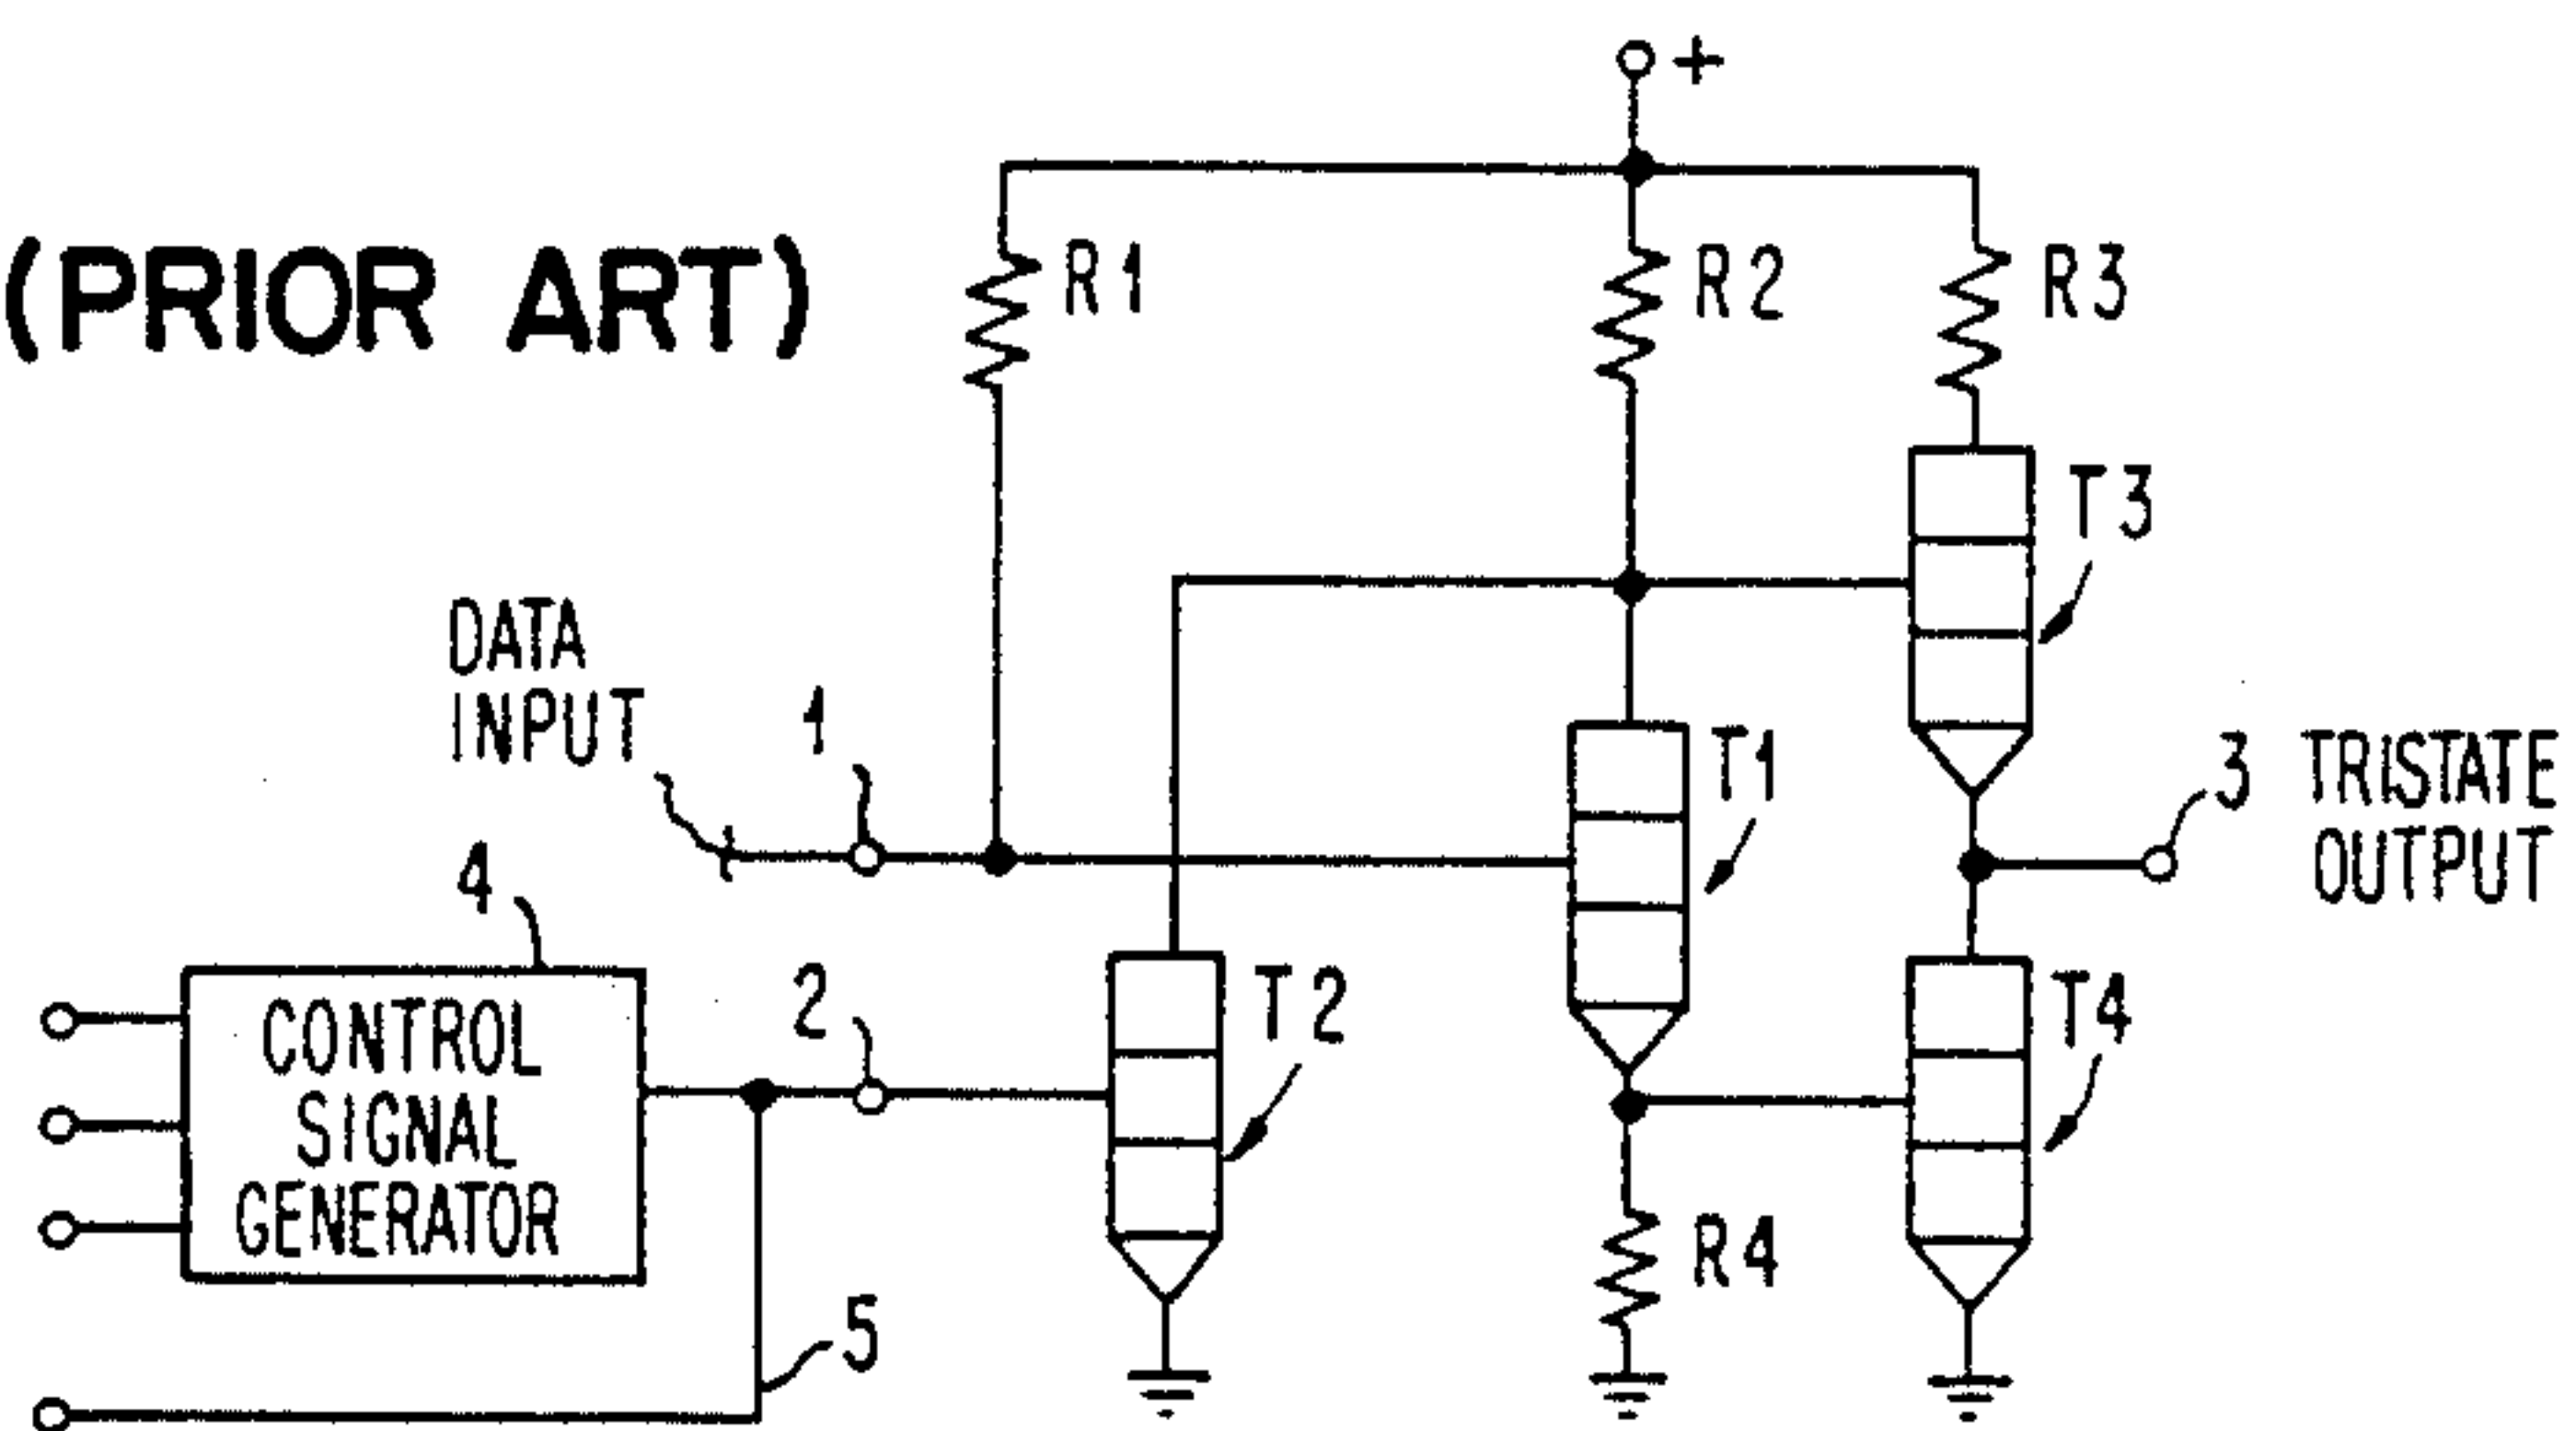 +
(PRIOR ART)
R1
R2
R3
T3
DATA
INPUT
1
T1
3 TRISTATE
OUTPUT
4
CONTROL
SIGNAL
GENERATOR
2
T2
T4
R4
5